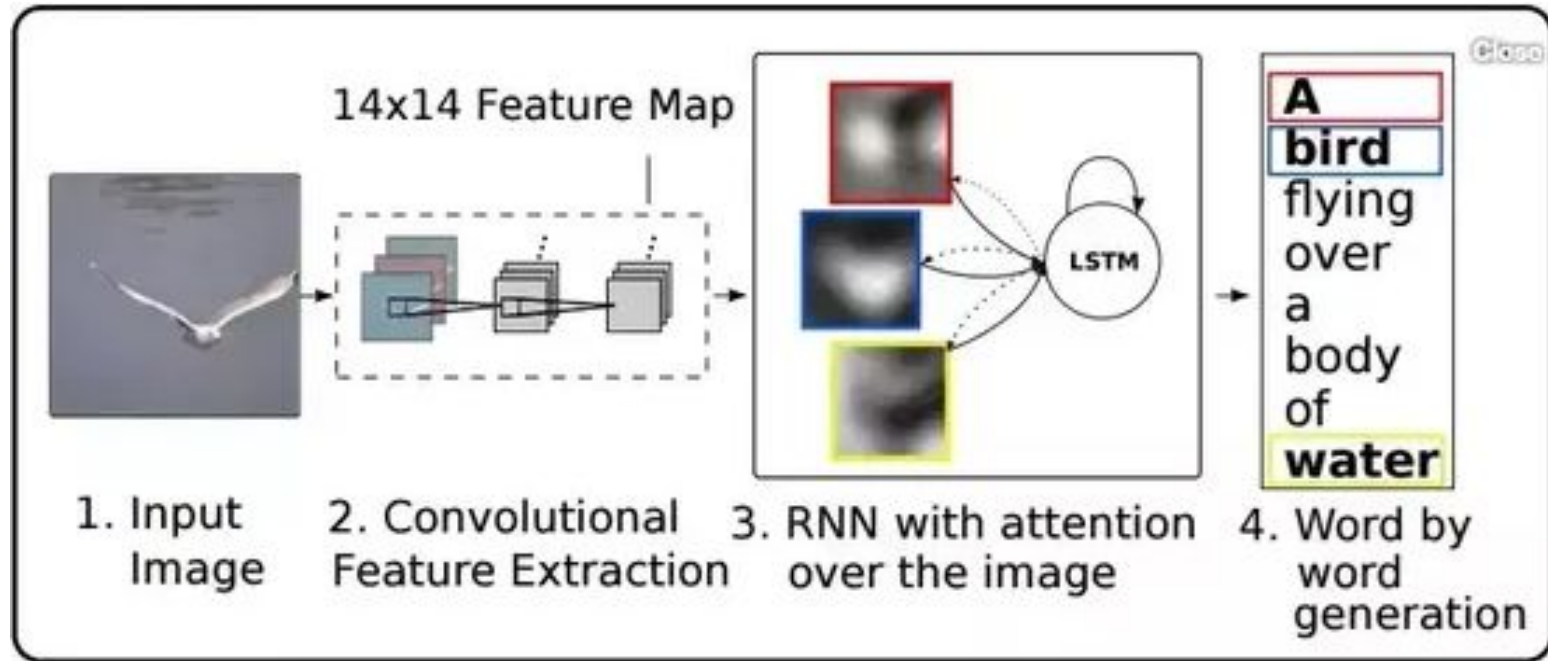 Close
14x14 Feature Map
LSTM
A
bird
flying
over
a
body
of
water
1. Input
Image
2. Convolutional
Feature Extraction
3. RNN with attention
over the image
4. Word by
word
generation